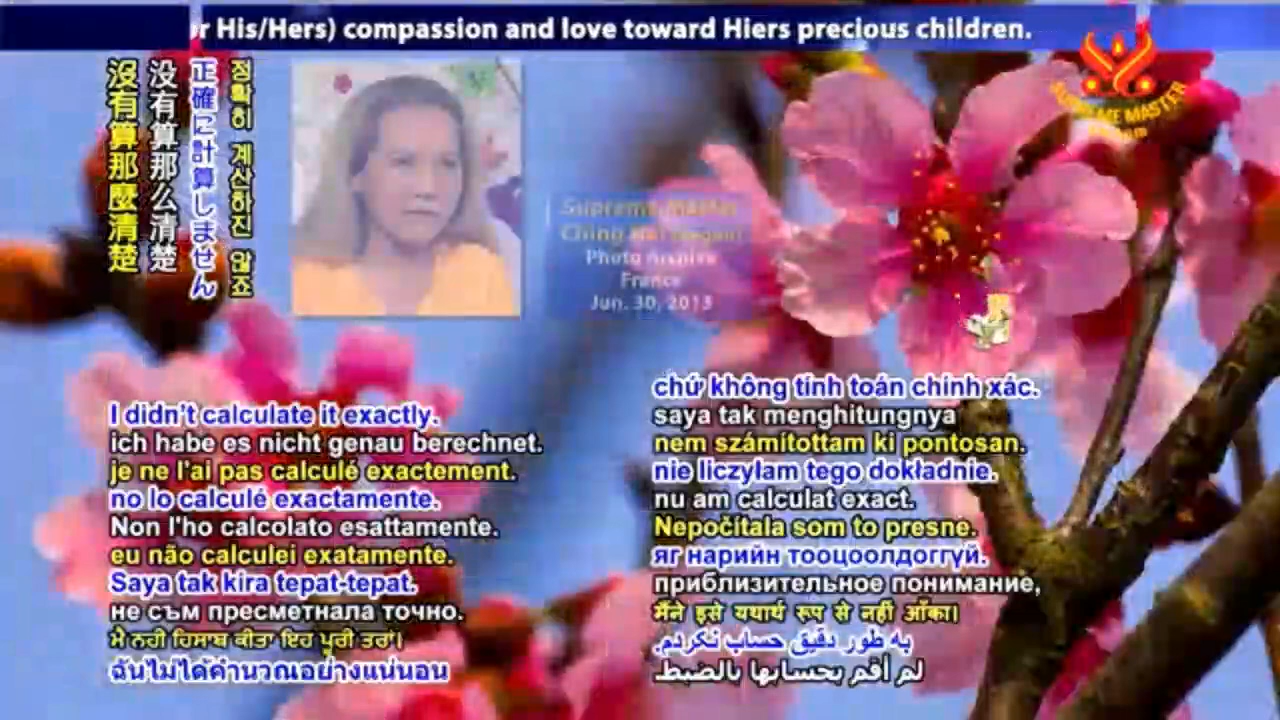 r His/Hers) compassion and love toward Hiers precious children.
SUPREME MASTER
沒有算那麼清楚
没有算那么清楚
正確に計算しません
정확히 계산하진 않죠
Supreme Master
Ching Hai (vegan)
Photo Archive
France
Jun. 30, 2013
I didn't calculate it exactly.
ich habe es nicht genau berechnet.
je ne l'ai pas calculé exactement.
no lo calculé exactamente.
Non l'ho calcolato esattamente.
eu não calculei exatamente.
Saya tak kira tepat-tepat.
не съм пресметнала точно.
ਮੈ ਨਹੀ ਹਿਸਾਬ ਕੀਤਾ ਇਹ ਪੂਰੀ ਤਰਾਂ।
ฉันไม่ได้คำนวณอย่างแน่นอน
chứ không tính toán chính xác.
saya tak menghitungnya
nem számítottam ki pontosan.
nie liczyłam tego dokładnie.
nu am calculat exact.
Nepočítala som to presne.
яг нарийн тооцоолдоггүй.
приблизительное понимание,
मैंने इसे यथार्थ रूप से नहीं आँका।
به طور دقیق حساب نکردم.
لم أقم بحسابها بالضبط.